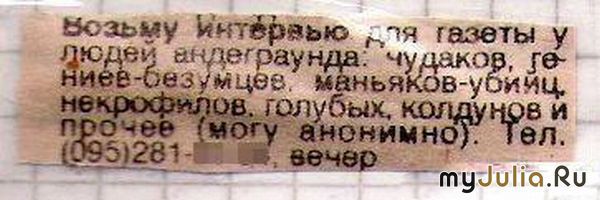 Возьму интервью для газеты у
людей андеграунда: чудаков, ге-
ниев-безумцев, маньяков-убийц,
некрофилов, голубых, колдунов и
прочее (могу анонимно). Тел.
(095)281- , вечер
myJulia.Ru